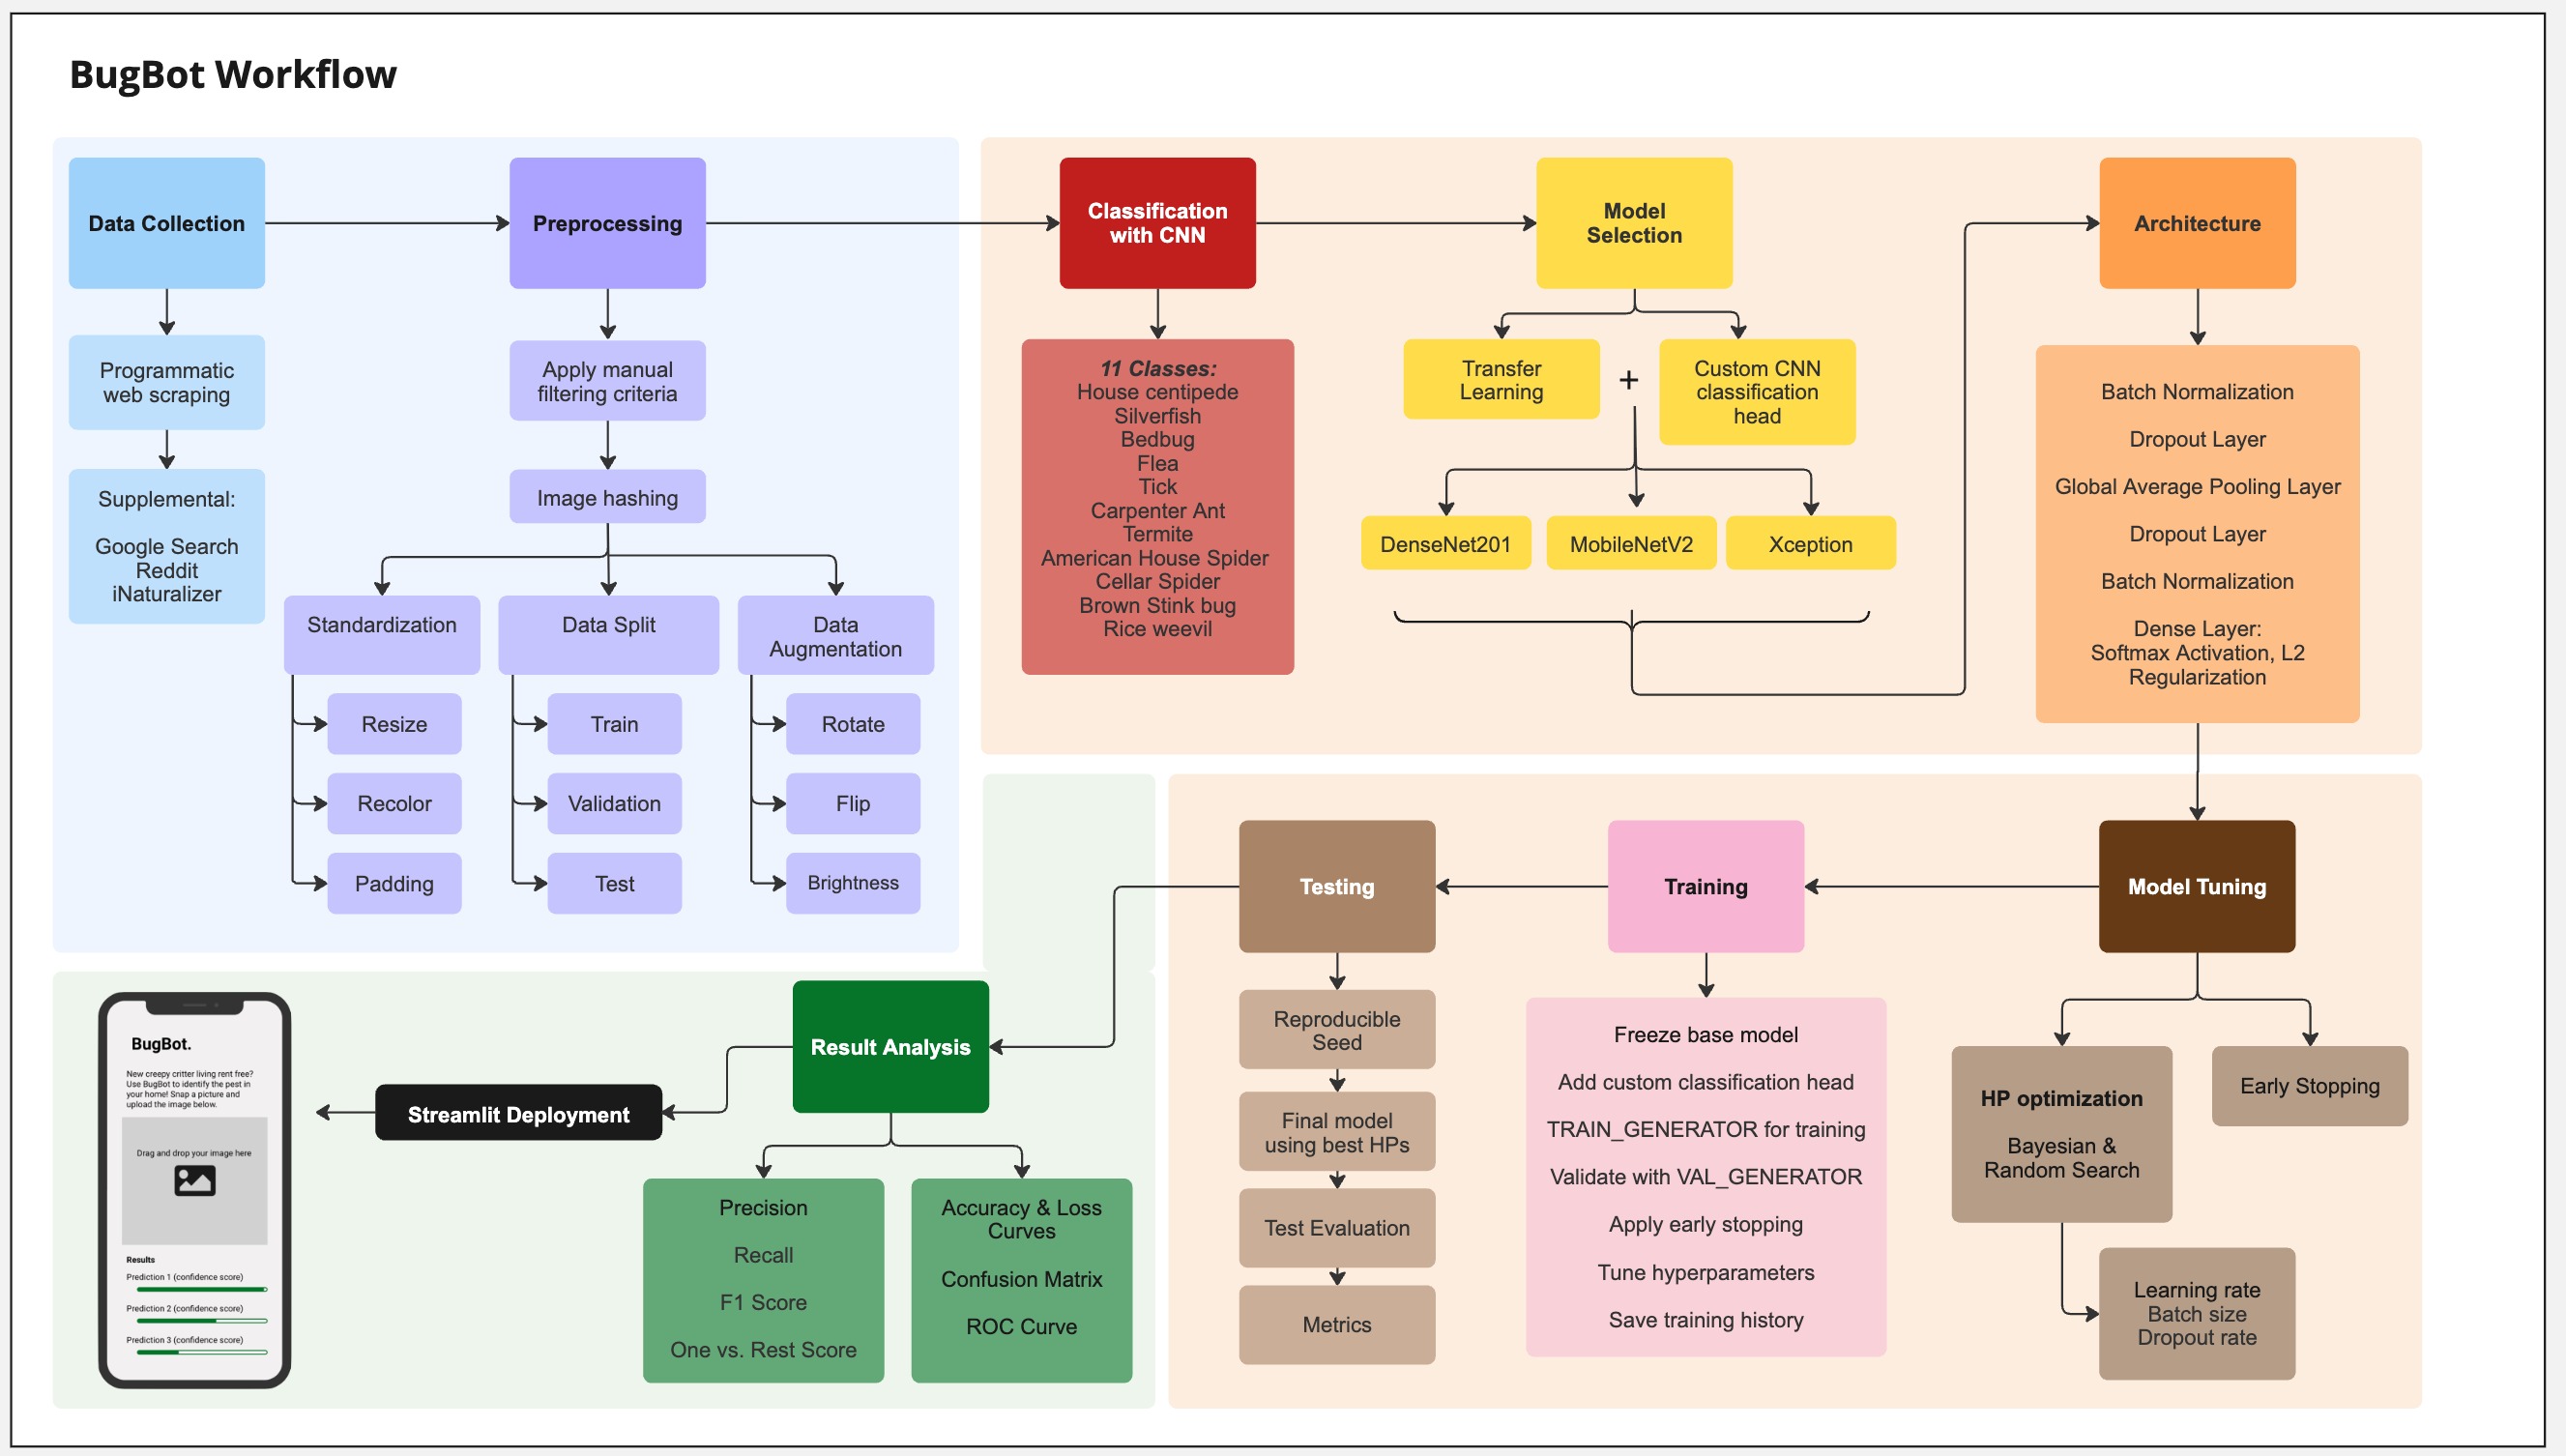 BugBot Workflow
Data Collection
Programmatic
web scraping
Supplemental:
Google Search
Reddit
iNaturalizer
Preprocessing
Apply manual
filtering criteria
Image hashing
Standardization
Resize
Recolor
Padding
Data Split
Train
Validation
Test
Data
Augmentation
Rotate
Flip
Brightness
Classification
with CNN
11 Classes:
House centipede
Silverfish
Bedbug
Flea
Tick
Carpenter Ant
Termite
American House Spider
Cellar Spider
Brown Stink bug
Rice weevil
Model
Selection
Transfer
Learning
+
Custom CNN
classification
head
DenseNet201
MobileNetV2
Xception
Architecture
Batch Normalization
Dropout Layer
Global Average Pooling Layer
Dropout Layer
Batch Normalization
Dense Layer:
Softmax Activation, L2
Regularization
Model Tuning
HP optimization
Bayesian &
Random Search
Early Stopping
Learning rate
Batch size
Dropout rate
Training
Freeze base model
Add custom classification head
TRAIN_GENERATOR for training
Validate with VAL_GENERATOR
Apply early stopping
Tune hyperparameters
Save training history
Testing
Reproducible
Seed
Final model
using best HPs
Test Evaluation
Metrics
Result Analysis
Precision
Recall
F1 Score
One vs. Rest Score
Accuracy & Loss
Curves
Confusion Matrix
ROC Curve
Streamlit Deployment
BugBot.
New creepy critter living rent free?
Use BugBot to identify the pest in
your home! Snap a picture and
upload the image below.
Drag and drop your image here
Results
Prediction 1 (confidence score)
Prediction 2 (confidence score)
Prediction 3 (confidence score)